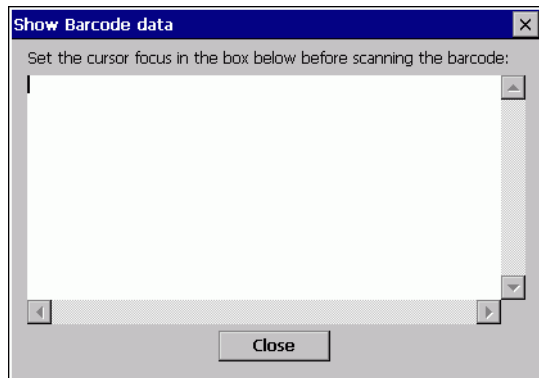 Show Barcode data
Set the cursor focus in the box below before scanning the barcode:
Close